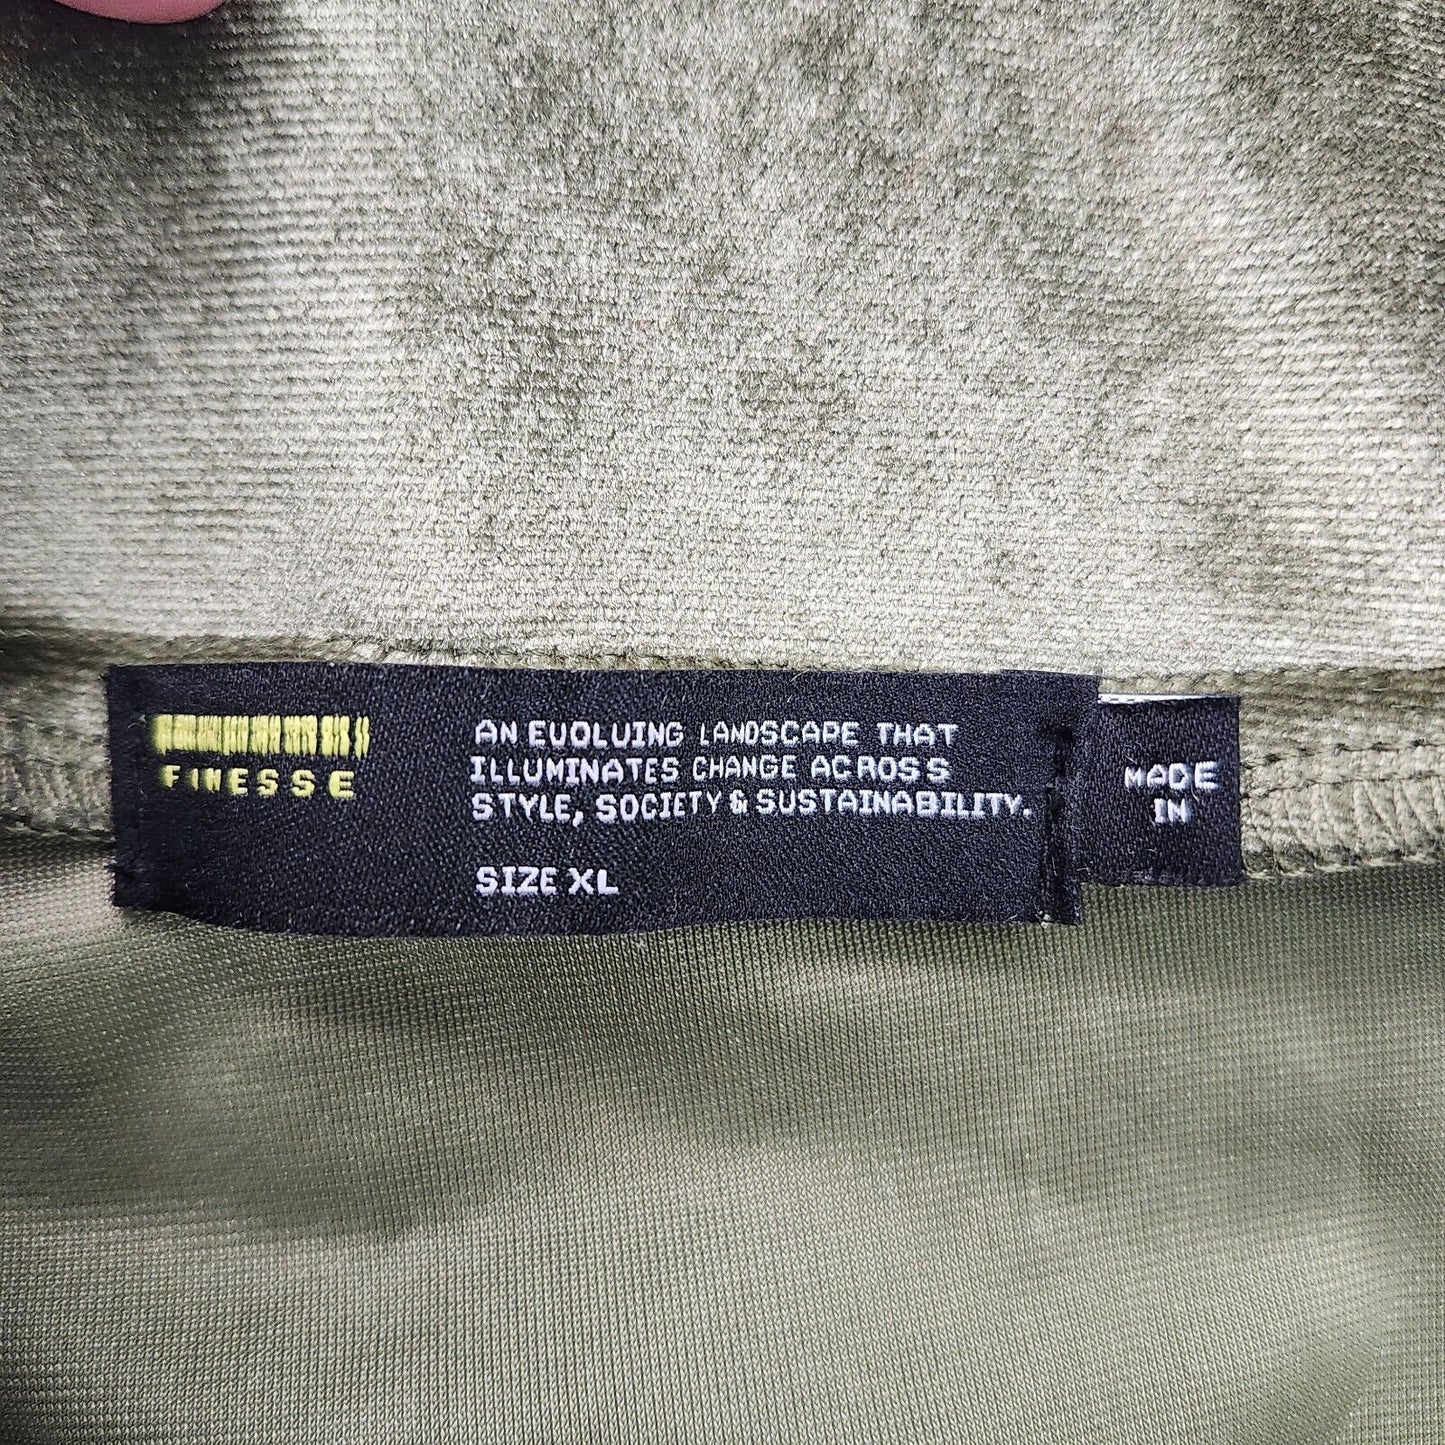 FINESSE
AN EVOLVING LANDSCAPE THAT
ILLUMINATES CHANGE ACROSS
STYLE, SOCIETY & SUSTAINABILITY.
SIZE XL
MADE
IN